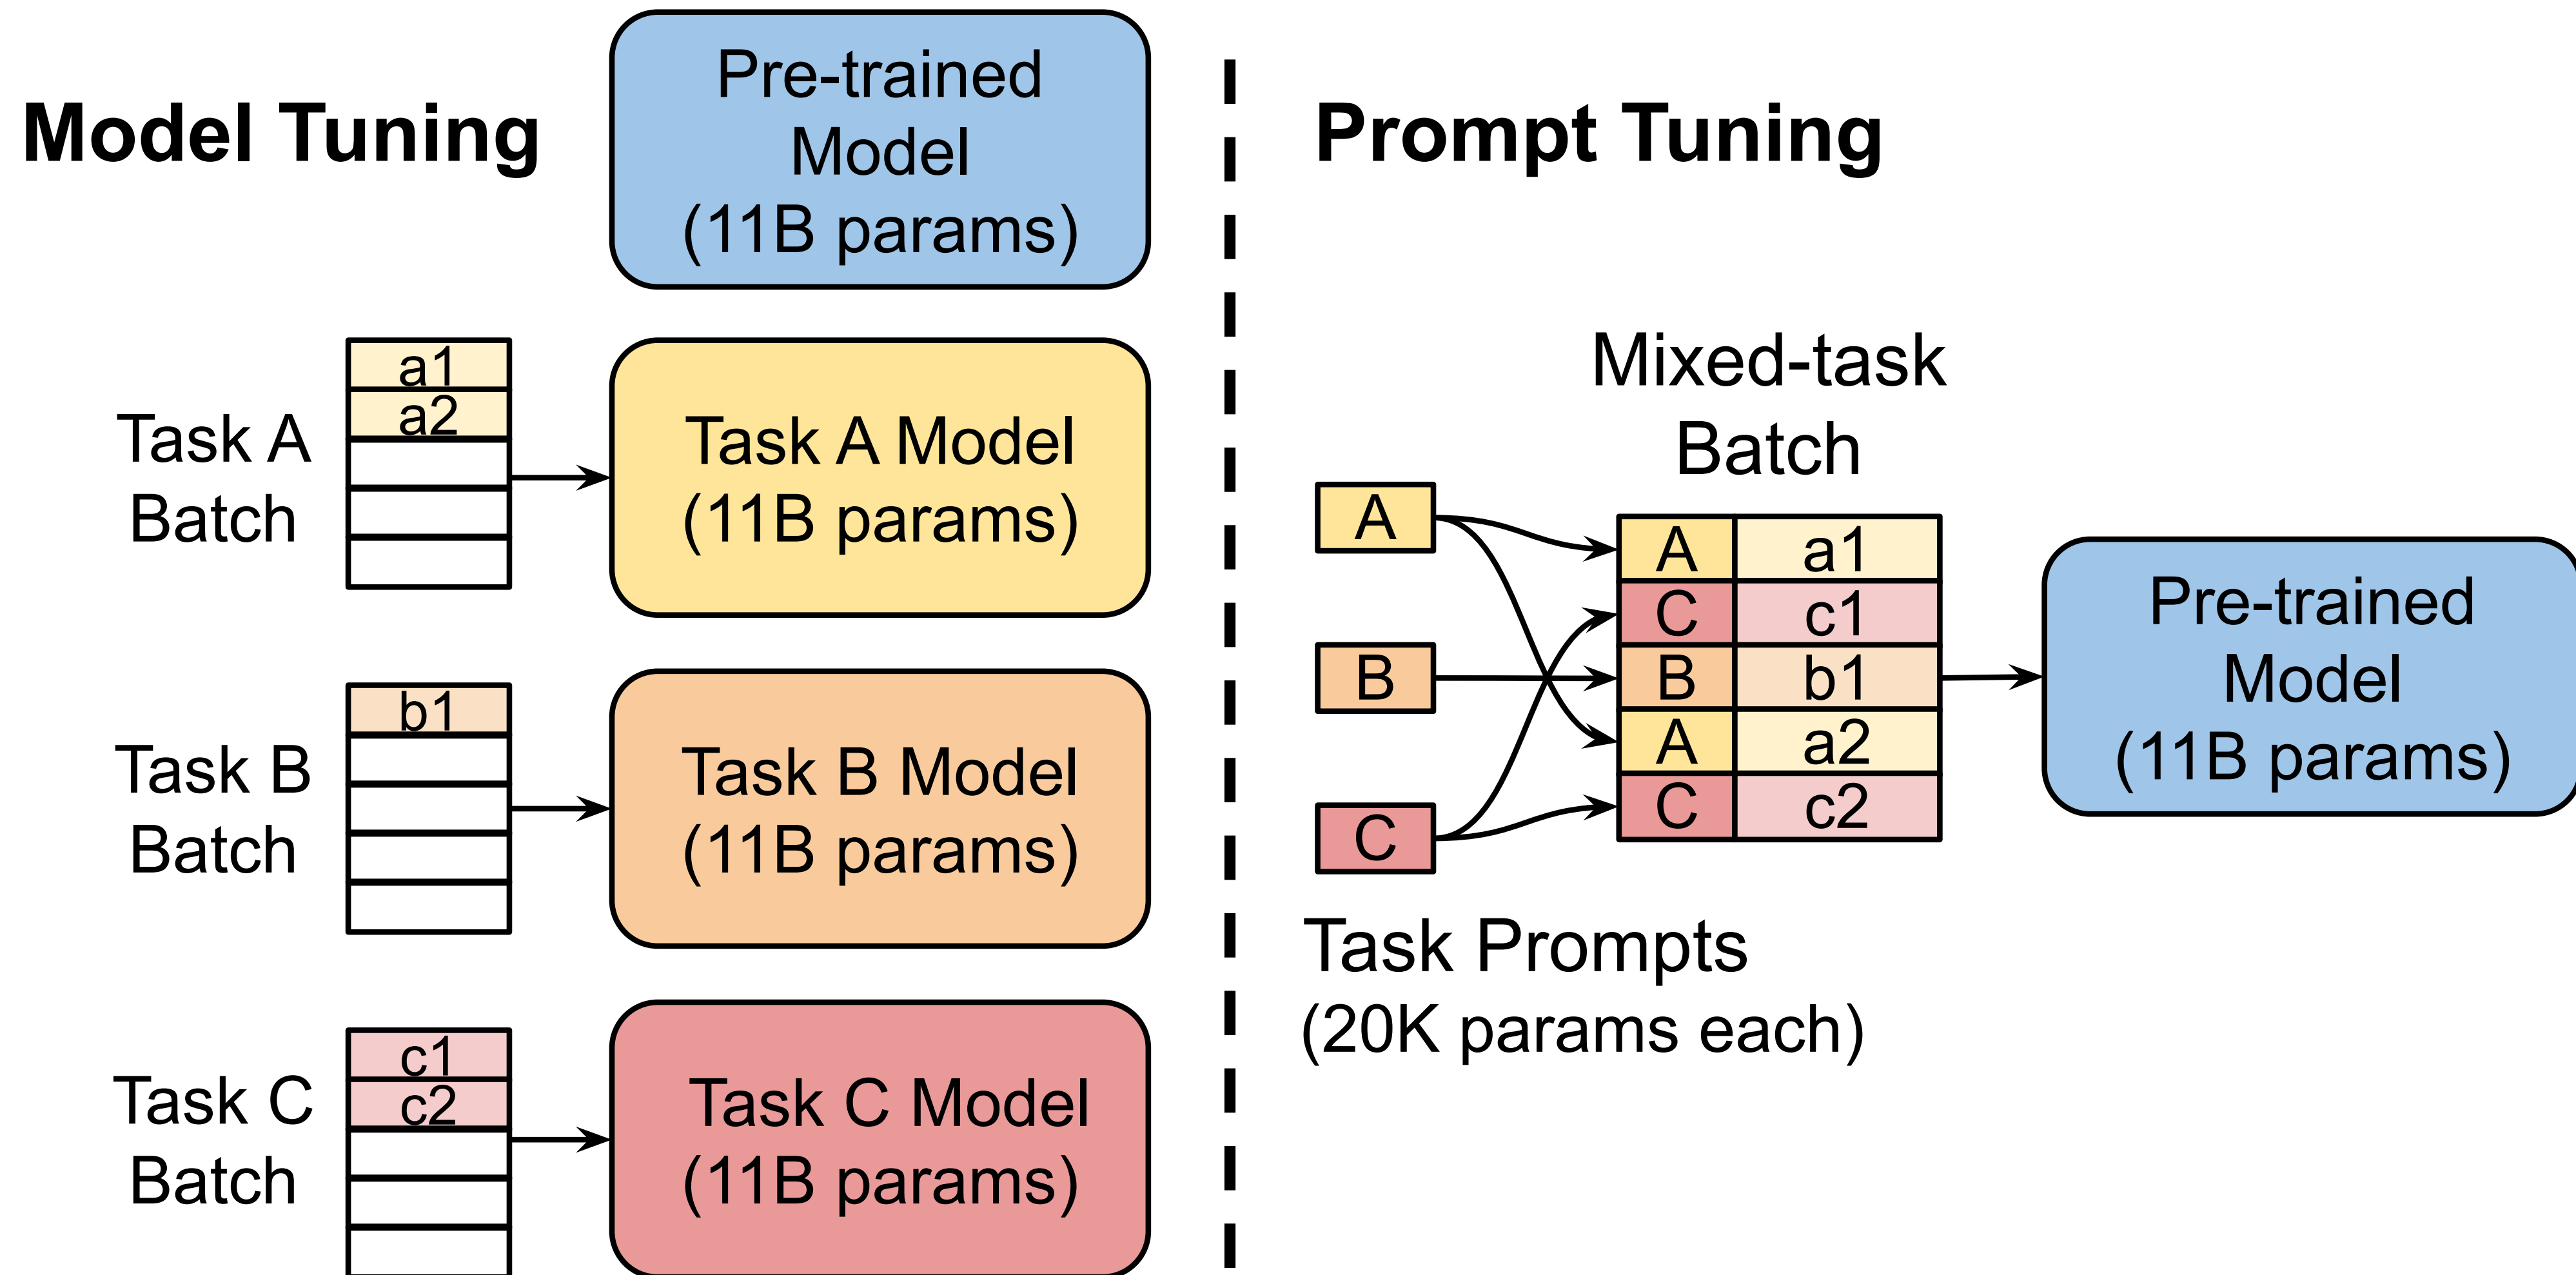 Model Tuning
Pre-trained
Model
(11B params)
Task A
Batch
a1
a2
Task A Model
(11B params)
Task B
Batch
b1
Task B Model
(11B params)
Task C
Batch
c1
c2
Task C Model
(11B params)
Prompt Tuning
Mixed-task
Batch
A
B
C
A a1
C c1
B b1
A a2
C c2
Pre-trained
Model
(11B params)
Task Prompts
(20K params each)